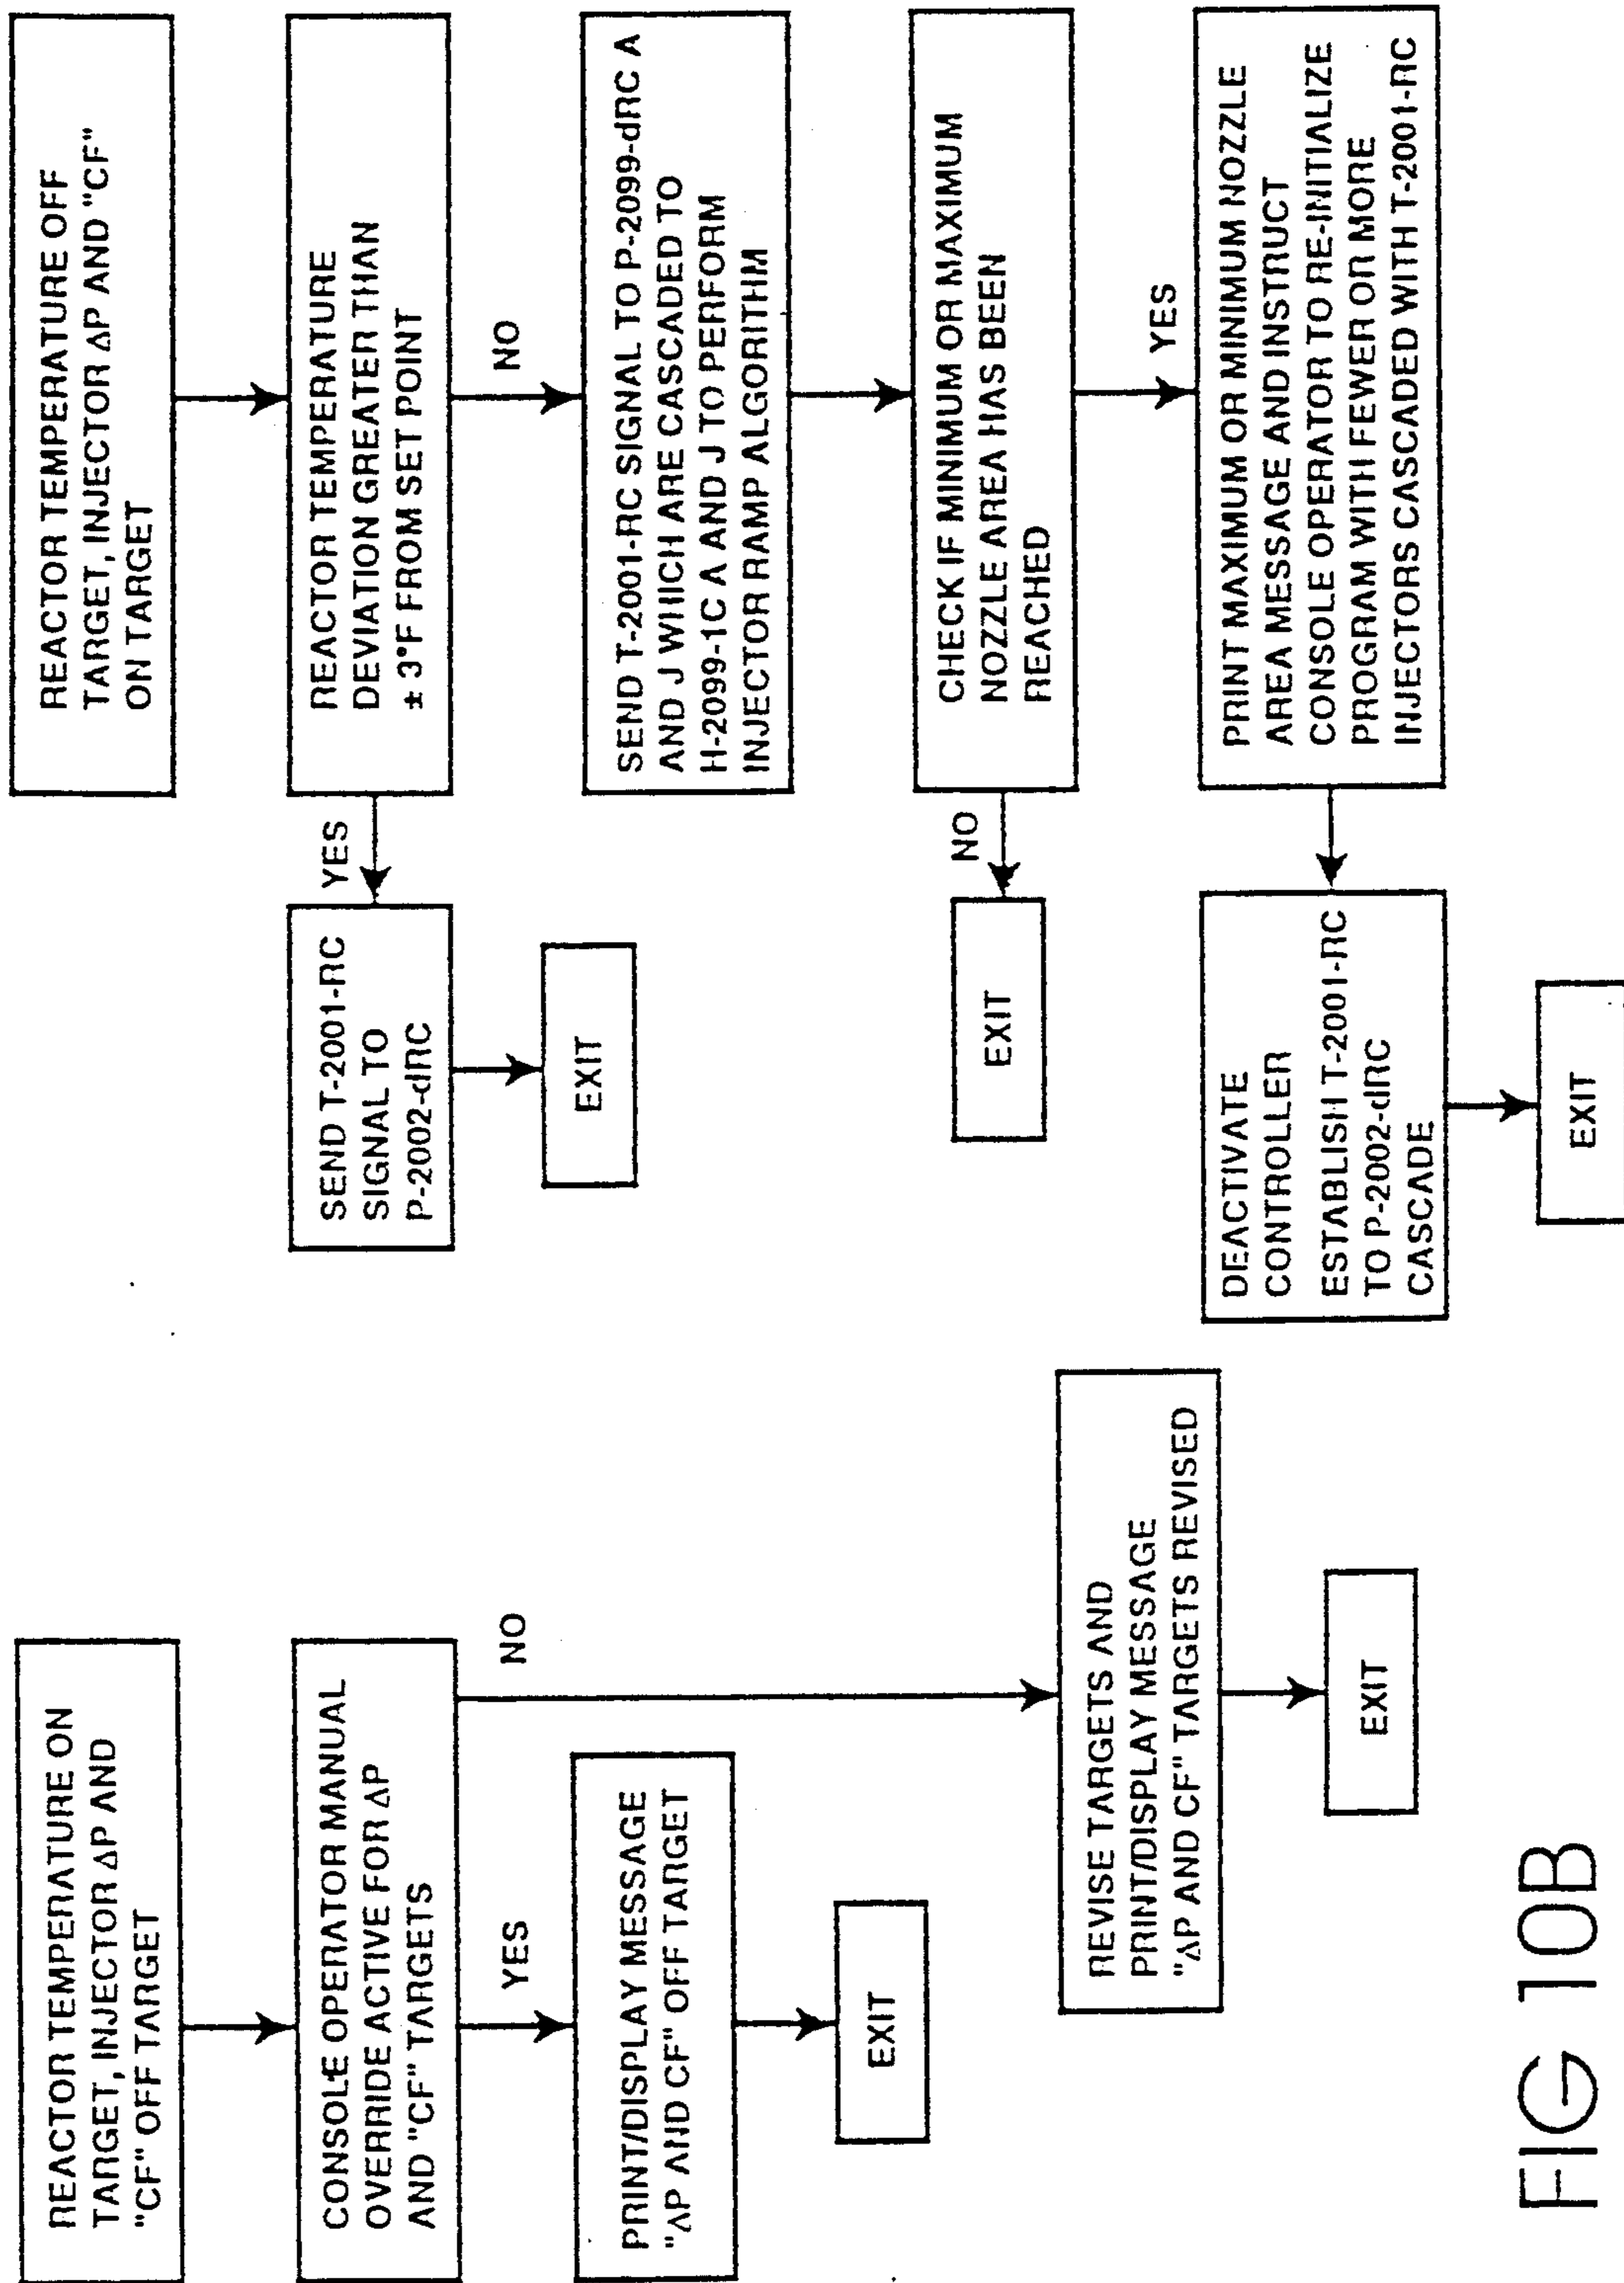 REACTOR TEMPERATURE ON
TARGET, INJECTOR ΔP AND
"CF" OFF TARGET
CONSOLE OPERATOR MANUAL
OVERRIDE ACTIVE FOR ΔP
AND "CF" TARGETS
YES
NO
PRINT/DISPLAY MESSAGE
"ΔP AND CF" OFF TARGET
EXIT
REVISE TARGETS AND
PRINT/DISPLAY MESSAGE
"ΔP AND CF" TARGETS REVISED
EXIT
REACTOR TEMPERATURE OFF
TARGET, INJECTOR ΔP AND "CF"
ON TARGET
REACTOR TEMPERATURE
DEVIATION GREATER THAN
± 3°F FROM SET POINT
YES
SEND T-2001-RC
SIGNAL TO
P-2002-dRC
EXIT
NO
SEND T-2001-RC SIGNAL TO P-2099-dRC A
AND J WHICH ARE CASCADED TO
H-2099-1C A AND J TO PERFORM
INJECTOR RAMP ALGORITHM
CHECK IF MINIMUM OR MAXIMUM
NOZZLE AREA HAS BEEN
REACHED
NO
EXIT
YES
PRINT MAXIMUM OR MINIMUM NOZZLE
AREA MESSAGE AND INSTRUCT
CONSOLE OPERATOR TO RE-INITIALIZE
PROGRAM WITH FEWER OR MORE
INJECTORS CASCADED WITH T-2001-RC
DEACTIVATE
CONTROLLER
ESTABLISH T-2001-RC
TO P-2002-dRC
CASCADE
EXIT
FIG 10B